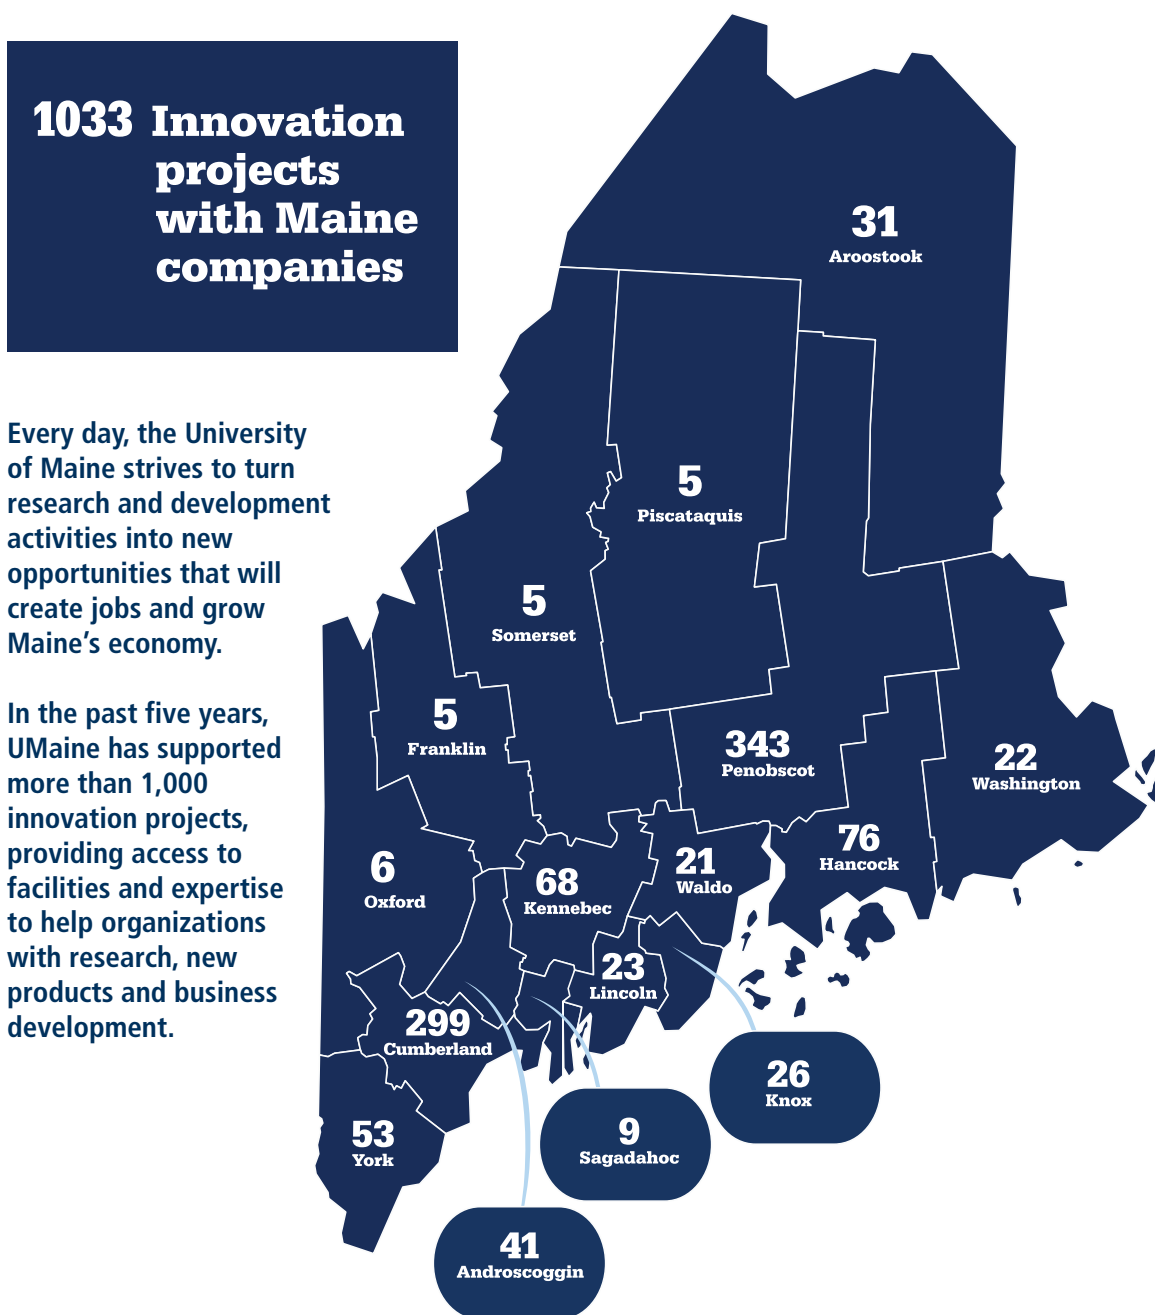 1033 Innovation
projects
with Maine
companies
Every day, the University
of Maine strives to turn
research and development
activities into new
opportunities that will
create jobs and grow
Maine’s economy.
In the past five years,
UMaine has supported
more than 1,000
innovation projects,
providing access to
facilities and expertise
to help organizations
with research, new
products and business
development.
31
Aroostook
5
Piscataquis
5
Somerset
5
Franklin
343
Penobscot
22
Washington
76
Hancock
6
Oxford
68
Kennebec
21
Waldo
23
Lincoln
299
Cumberland
26
Knox
9
Sagadahoc
53
York
41
Androscoggin